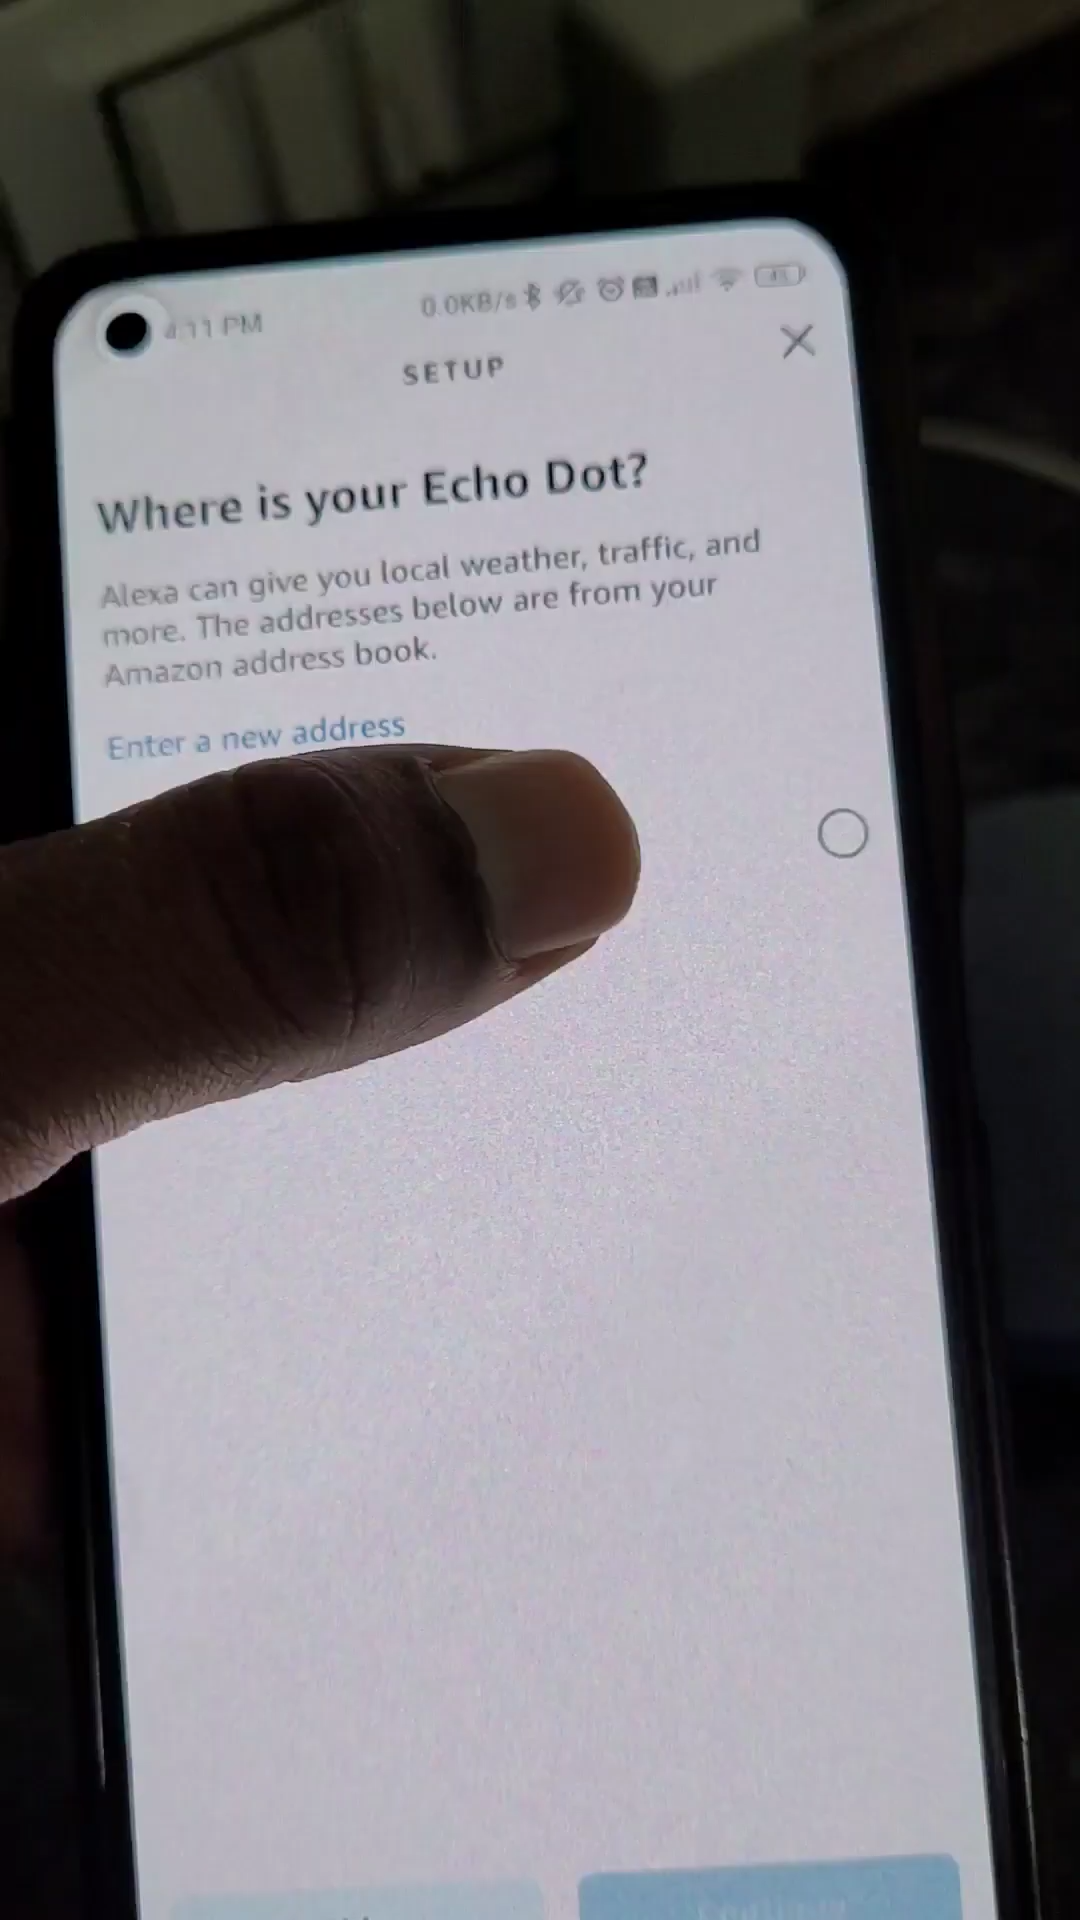 4:11 PM
0.0KB/s
SETUP
Where is your Echo Dot?
Alexa can give you local weather, traffic, and
more. The addresses below are from your
Amazon address book.
Enter a new address